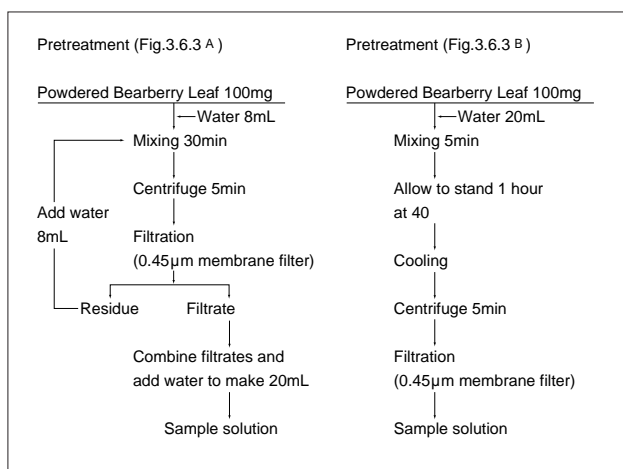 Pretreatment (Fig.3.6.3 A )
Powdered Bearberry Leaf 100mg
Water 8mL
Mixing 30min
Centrifuge 5min
Add water
8mL
Filtration
(0.45µm membrane filter)
Residue
Filtrate
Combine filtrates and
add water to make 20mL
Sample solution
Pretreatment (Fig.3.6.3 B )
Powdered Bearberry Leaf 100mg
Water 20mL
Mixing 5min
Allow to stand 1 hour
at 40
Cooling
Centrifuge 5min
Filtration
(0.45µm membrane filter)
Sample solution